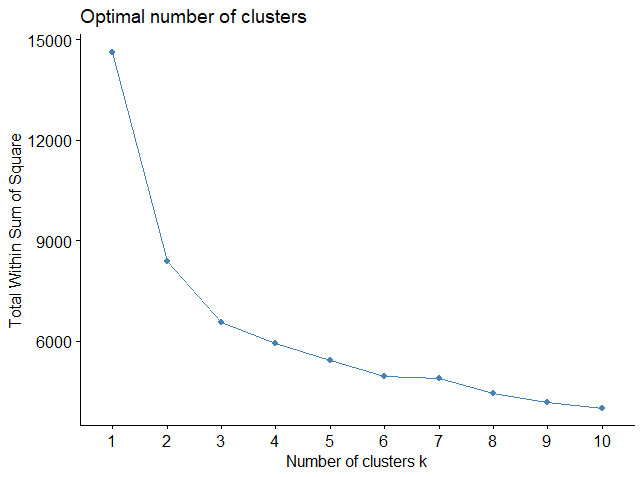 Optimal number of clusters
15000
12000
9000
6000
Total Within Sum of Square
1 2 3 4 5 6 7 8 9 10
Number of clusters k